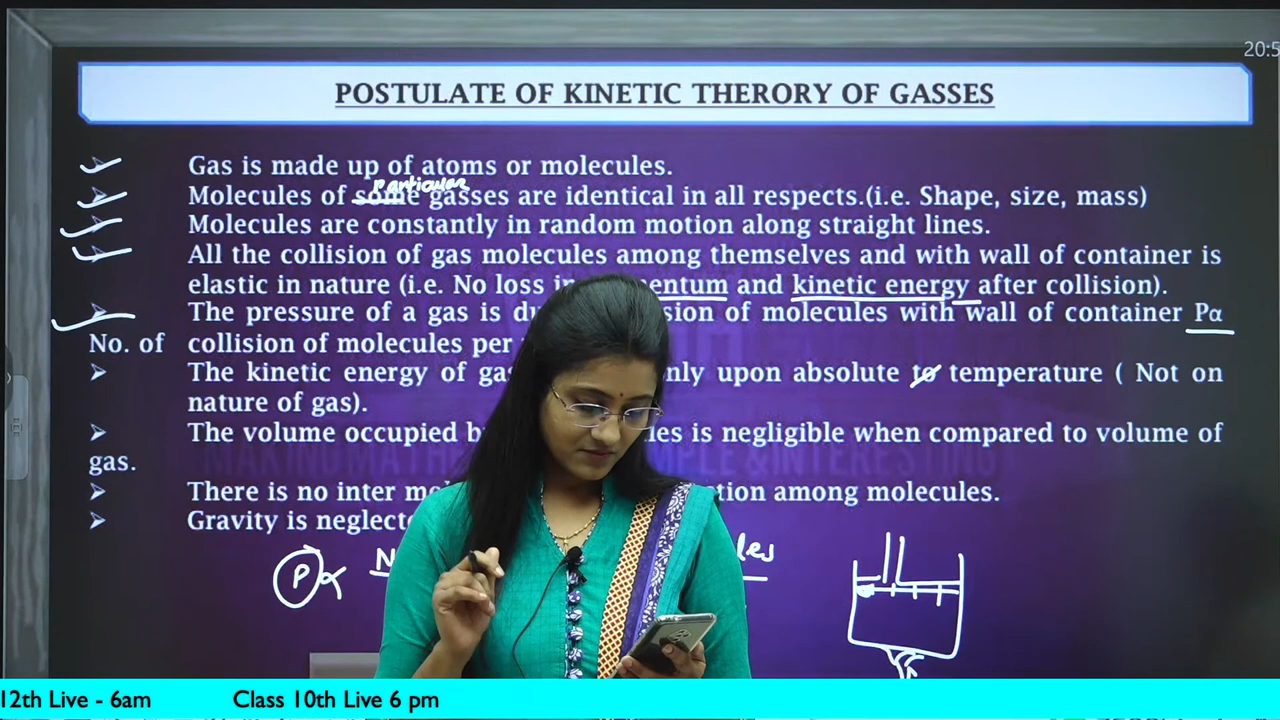 20:5
POSTULATE OF KINETIC THERORY OF GASSES
Gas is made up of atoms or molecules.
particular
Molecules of some gasses are identical in all respects.(i.e. Shape, size, mass)
Molecules are constantly in random motion along straight lines.
All the collision of gas molecules among themselves and with wall of container is
elastic in nature (i.e. No loss in entum and kinetic energy after collision).
The pressure of a gas is du sion of molecules with wall of container Pα
No. of collision of molecules per
The kinetic energy of gas nly upon absolute to temperature ( Not on
nature of gas).
The volume occupied by les is negligible when compared to volume of
gas.
There is no inter mol tion among molecules.
Gravity is neglecte
P α N les
12th Live - 6am Class 10th Live 6 pm